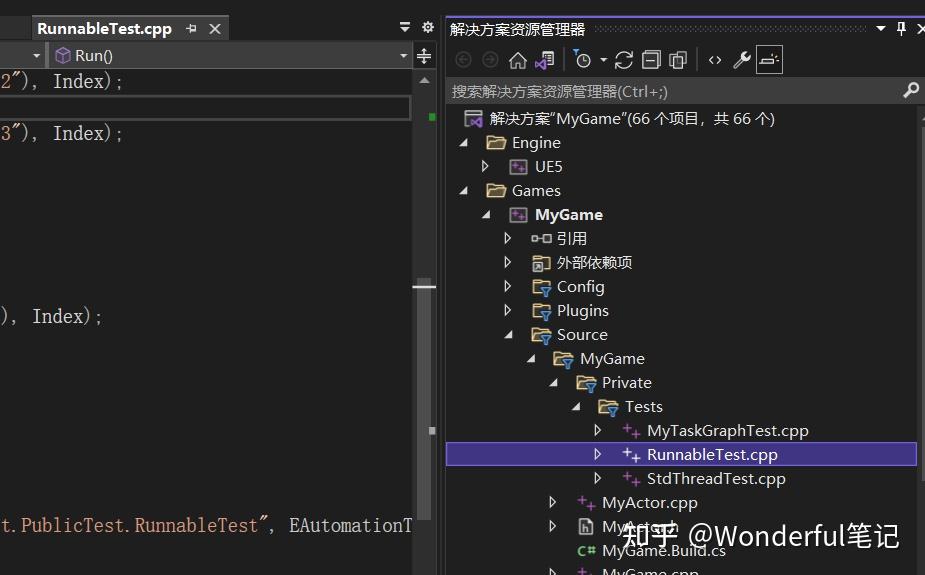 RunnableTest.cpp
Run()
2"), Index);
3"), Index);
), Index);
t.PublicTest.RunnableTest", EAutomationT
解决方案资源管理器
搜索解决方案资源管理器(Ctrl+;)
解决方案"MyGame"(66 个项目，共 66 个)
Engine
UE5
Games
MyGame
引用
外部依赖项
Config
Plugins
Source
MyGame
Private
Tests
MyTaskGraphTest.cpp
RunnableTest.cpp
StdThreadTest.cpp
MyActor.cpp
MyActor.h
知乎 @Wonderful笔记
C# MyGame.Build.cs
MyGame.cpp